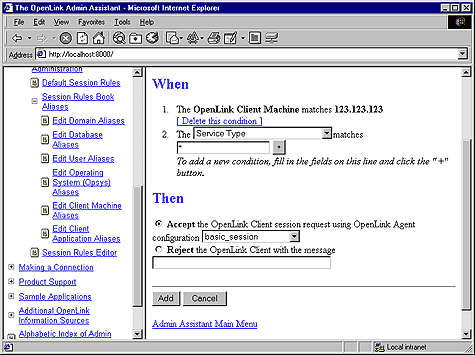 The OpenLink Admin Assistant - Microsoft Internet Explorer
File Edit View Favorites Tools Help
Address http://localhost:8000/
Administration
Default Session Rules
Session Rules Book
Aliases
Edit Domain Aliases
Edit Database
Aliases
Edit User Aliases
Edit Operating
System (Opsys)
Aliases
Edit Client Machine
Aliases
Edit Client
Application Aliases
Session Rules Editor
Making a Connection
Product Support
Sample Applications
Additional OpenLink
Information Sources
Alphabetic Index of Admin
When
1. The OpenLink Client Machine matches 123.123.123
[ Delete this condition ]
2. The Service Type matches
* +
To add a new condition, fill in the fields on this line and click the "+"
button.
Then
Accept the OpenLink Client session request using OpenLink Agent
configuration basic_session
Reject the OpenLink Client with the message
Add Cancel
Admin Assistant Main Menu
Local intranet